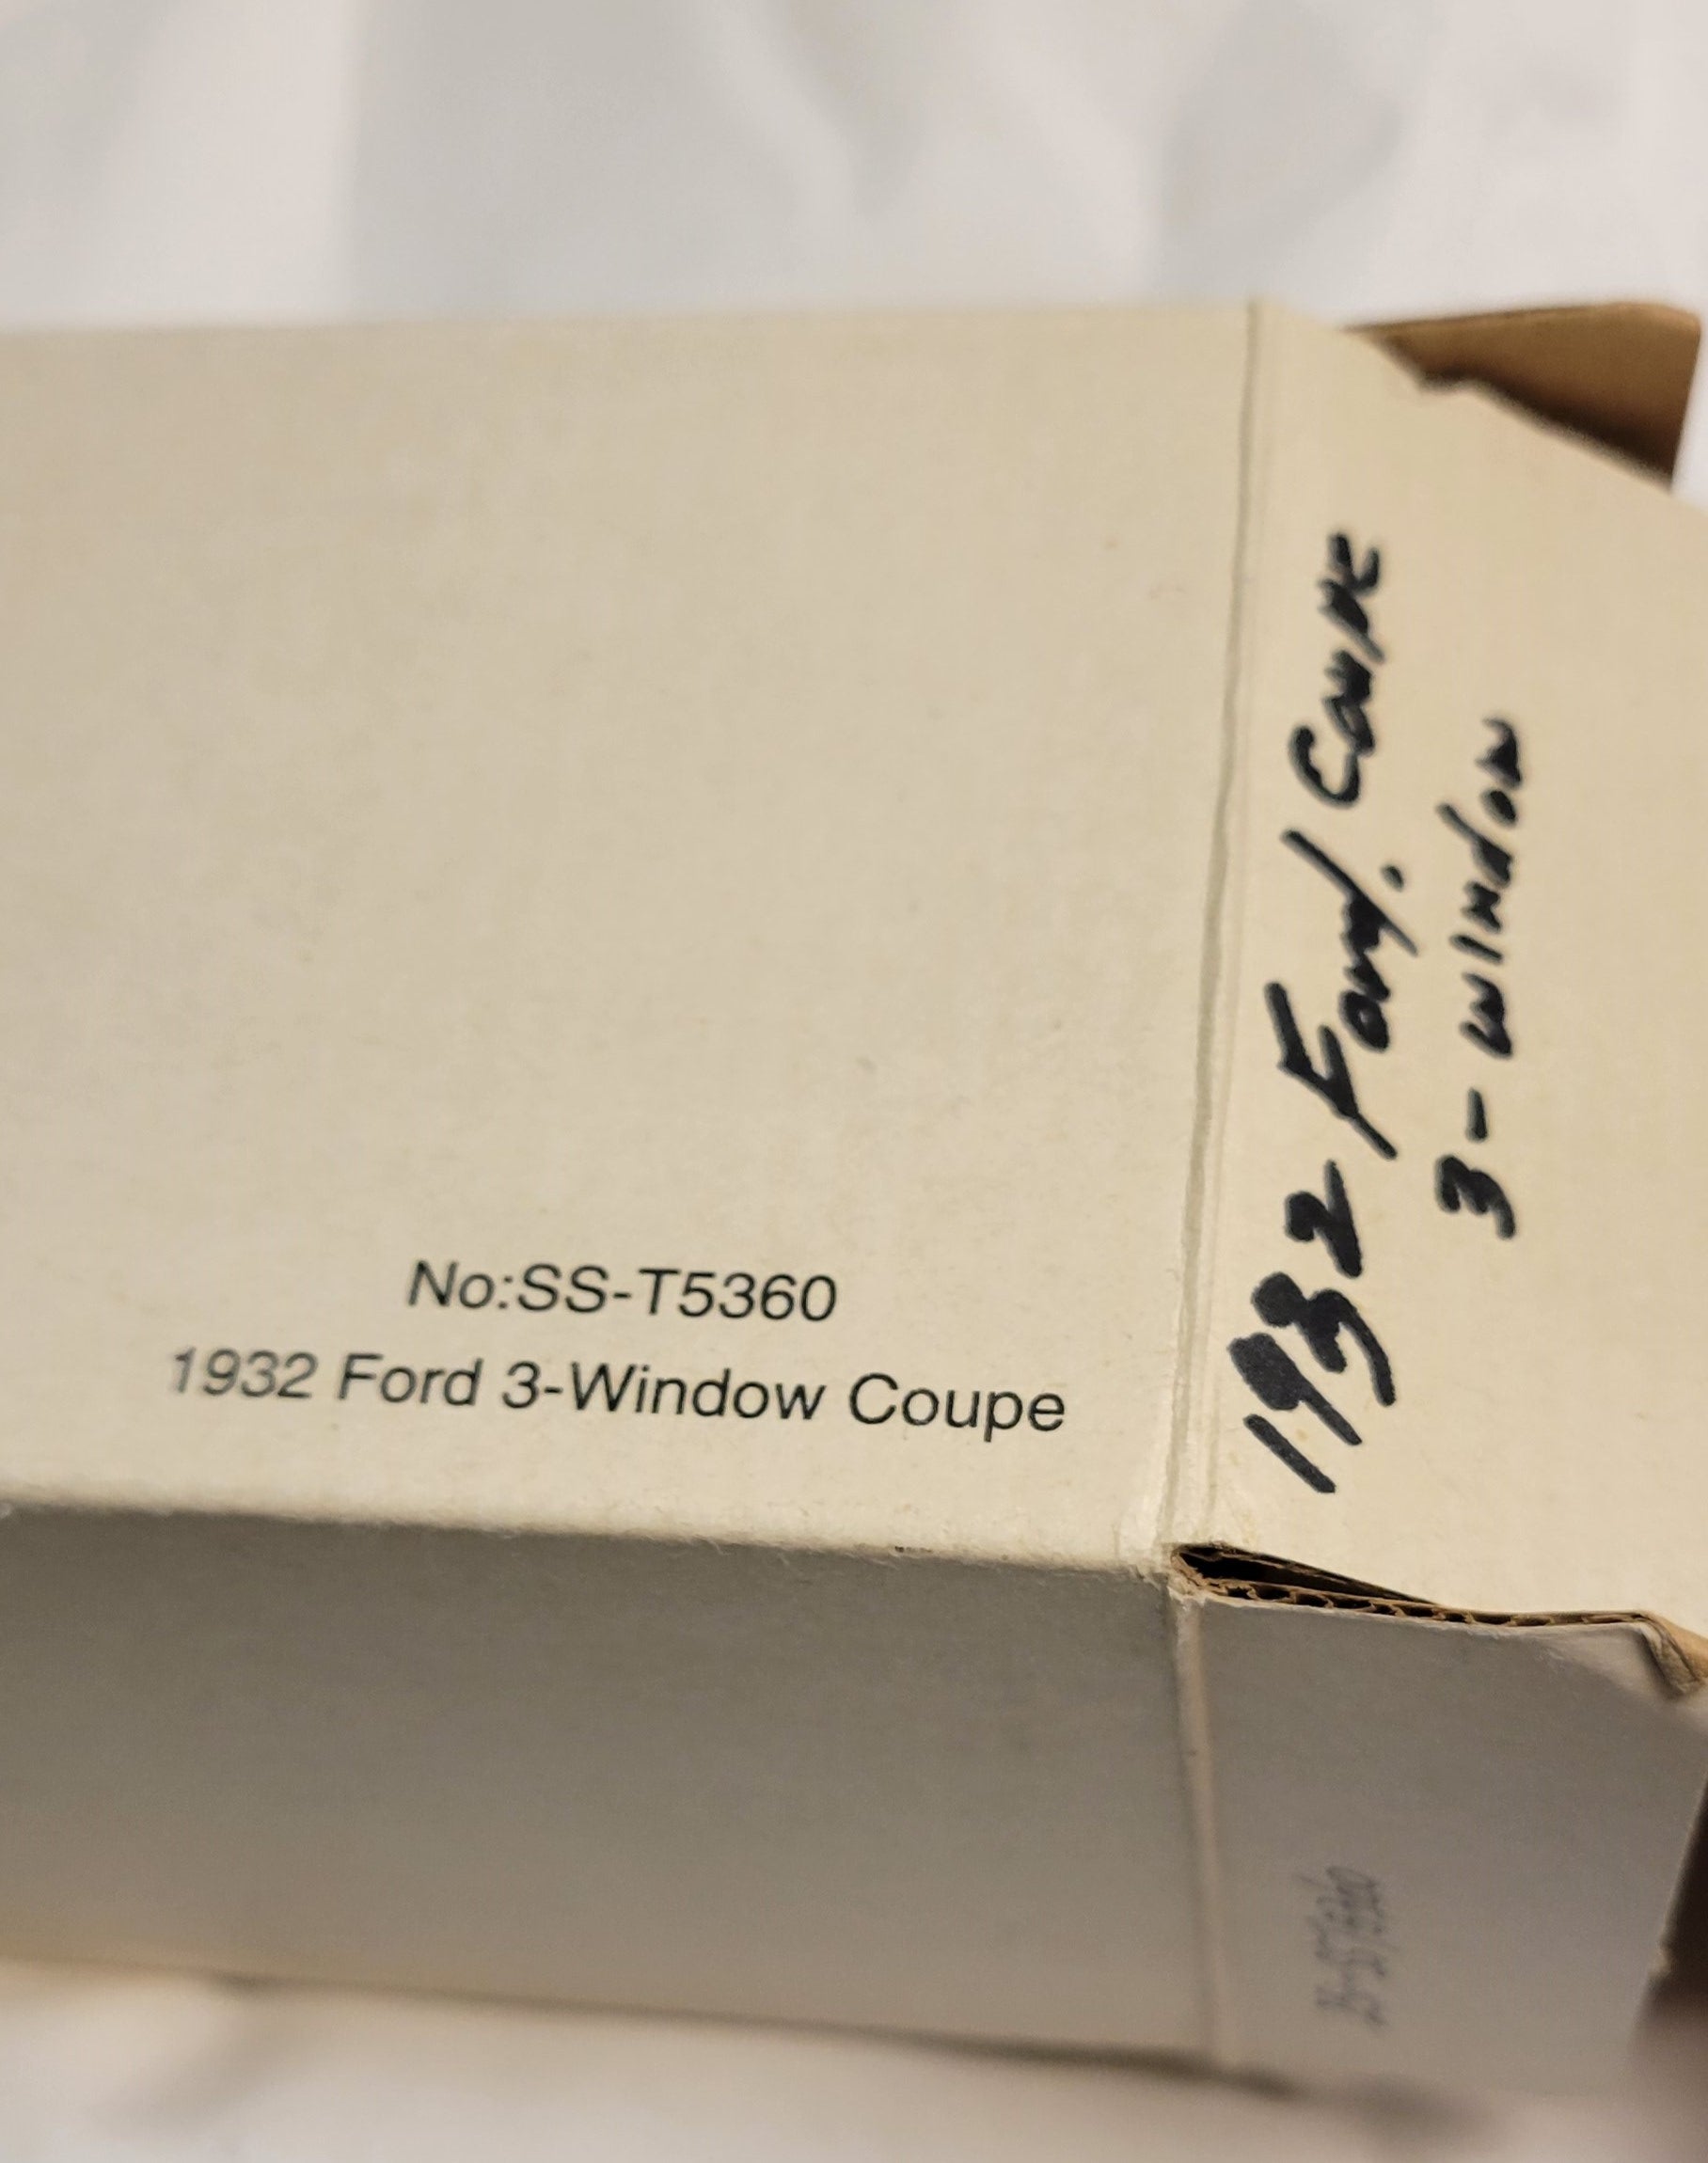 No:SS-T5360
1932 Ford 3-Window Coupe
1932 Ford. Coupe
3-window